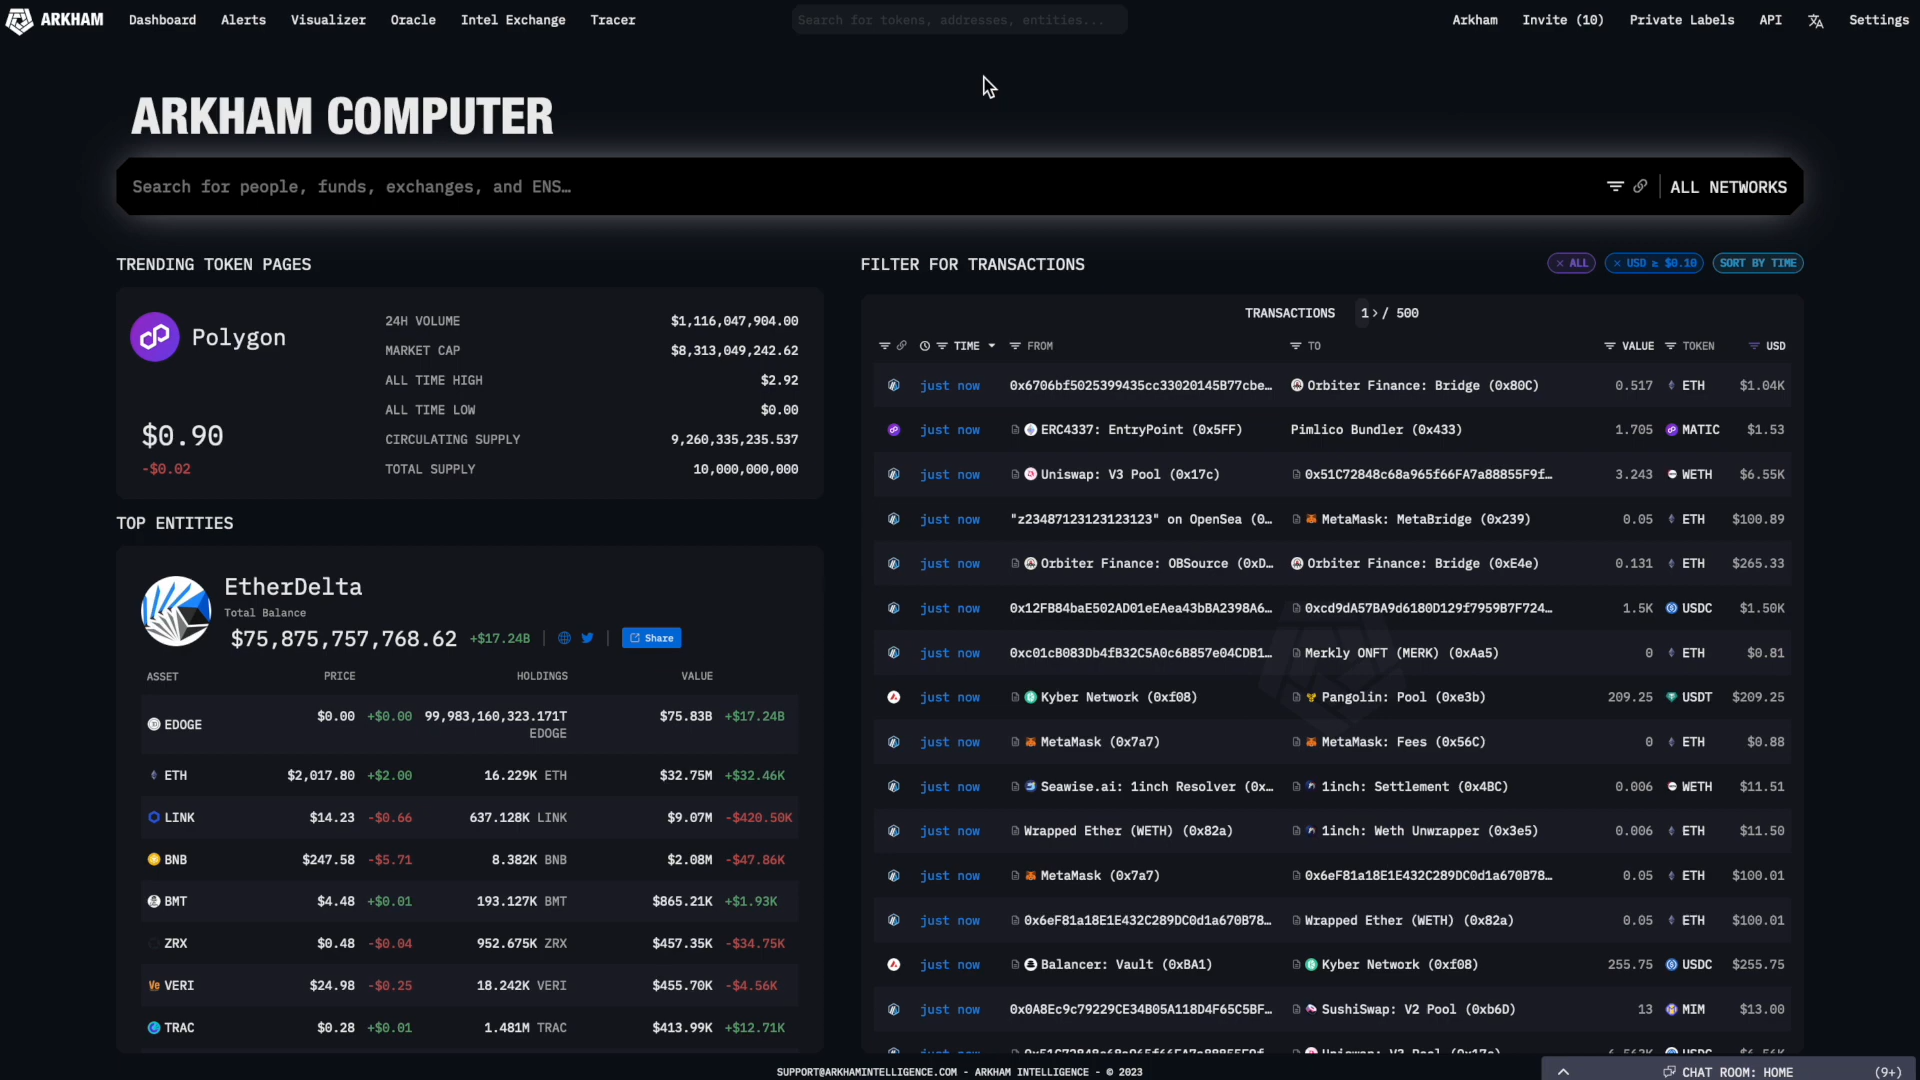 ARKHAM Dashboard Alerts Visualizer Oracle Intel Exchange Tracer Search for tokens, addresses, entities... Arkham Invite (10) Private Labels API Settings
ARKHAM COMPUTER
Search for people, funds, exchanges, and ENS… ALL NETWORKS
TRENDING TOKEN PAGES
Polygon
$0.90
-$0.02
24H VOLUME $1,116,047,904.00
MARKET CAP $8,313,049,242.62
ALL TIME HIGH $2.92
ALL TIME LOW $0.00
CIRCULATING SUPPLY 9,260,335,235.537
TOTAL SUPPLY 10,000,000,000
TOP ENTITIES
EtherDelta
Total Balance
$75,875,757,768.62 +$17.24B Share
ASSET PRICE HOLDINGS VALUE
EDOGE $0.00 +$0.00 99,983,160,323.171T EDOGE $75.83B +$17.24B
ETH $2,017.80 +$2.00 16.229K ETH $32.75M +$32.46K
LINK $14.23 -$0.66 637.128K LINK $9.07M -$420.50K
BNB $247.58 -$5.71 8.382K BNB $2.08M -$47.86K
BMT $4.48 +$0.01 193.127K BMT $865.21K +$1.93K
ZRX $0.48 -$0.04 952.675K ZRX $457.35K -$34.75K
VERI $24.98 -$0.25 18.242K VERI $455.70K -$4.56K
TRAC $0.28 +$0.01 1.481M TRAC $413.99K +$12.71K
FILTER FOR TRANSACTIONS × ALL × USD ≥ $0.10 SORT BY TIME
TRANSACTIONS 1 > / 500
TIME FROM TO VALUE TOKEN USD
just now 0x6706bf5025399435cc33020145B77cbe… Orbiter Finance: Bridge (0x80C) 0.517 ETH $1.04K
just now ERC4337: EntryPoint (0x5FF) Pimlico Bundler (0x433) 1.705 MATIC $1.53
just now Uniswap: V3 Pool (0x17c) 0x51C72848c68a965f66FA7a88855F9f… 3.243 WETH $6.55K
just now "z23487123123123123" on OpenSea (0… MetaMask: MetaBridge (0x239) 0.05 ETH $100.89
just now Orbiter Finance: OBSource (0xD… Orbiter Finance: Bridge (0xE4e) 0.131 ETH $265.33
just now 0x12FB84baE502AD01eEAea43bBA2398A6… 0xcd9dA57BA9d6180D129f7959B7F724… 1.5K USDC $1.50K
just now 0xc01cB083Db4fB32C5A0c6B857e04CDB1… Merkly ONFT (MERK) (0xAa5) 0 ETH $0.81
just now Kyber Network (0xf08) Pangolin: Pool (0xe3b) 209.25 USDT $209.25
just now MetaMask (0x7a7) MetaMask: Fees (0x56C) 0 ETH $0.88
just now Seawise.ai: 1inch Resolver (0x… 1inch: Settlement (0x4BC) 0.006 WETH $11.51
just now Wrapped Ether (WETH) (0x82a) 1inch: Weth Unwrapper (0x3e5) 0.006 ETH $11.50
just now MetaMask (0x7a7) 0x6eF81a18E1E432C289DC0d1a670B78… 0.05 ETH $100.01
just now 0x6eF81a18E1E432C289DC0d1a670B78… Wrapped Ether (WETH) (0x82a) 0.05 ETH $100.01
just now Balancer: Vault (0xBA1) Kyber Network (0xf08) 255.75 USDC $255.75
just now 0x0A8Ec9c79229CE34B05A118D4F65C5BF… SushiSwap: V2 Pool (0xb6D) 13 MIM $13.00
SUPPORT@ARKHAMINTELLIGENCE.COM - ARKHAM INTELLIGENCE - © 2023 CHAT ROOM: HOME (9+)